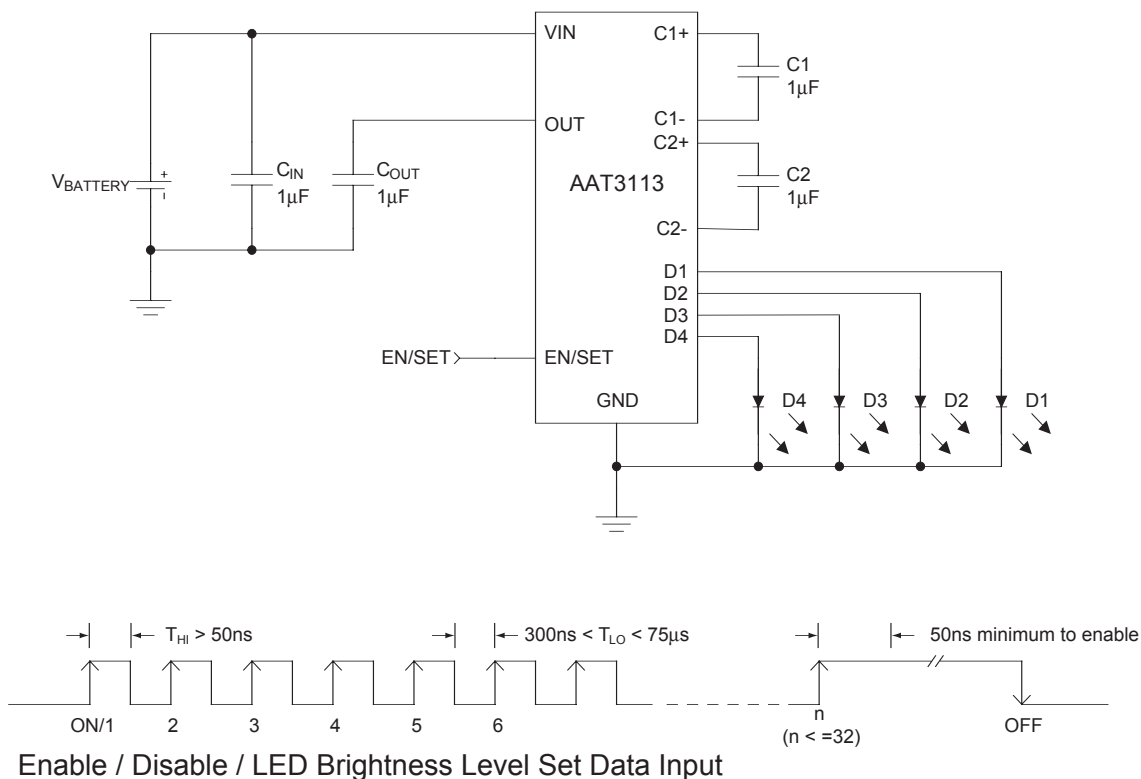 VIN
C1+
C1
1µF
C1-
OUT
C2+
C2
1µF
C2-
AAT3113
VBATTERY
+
-
CIN
1µF
COUT
1µF
D1
D2
D3
D4
EN/SET
EN/SET
GND
D4
D3
D2
D1
THI > 50ns
300ns < TLO < 75µs
50ns minimum to enable
ON/1
2
3
4
5
6
n
(n < =32)
OFF
Enable / Disable / LED Brightness Level Set Data Input